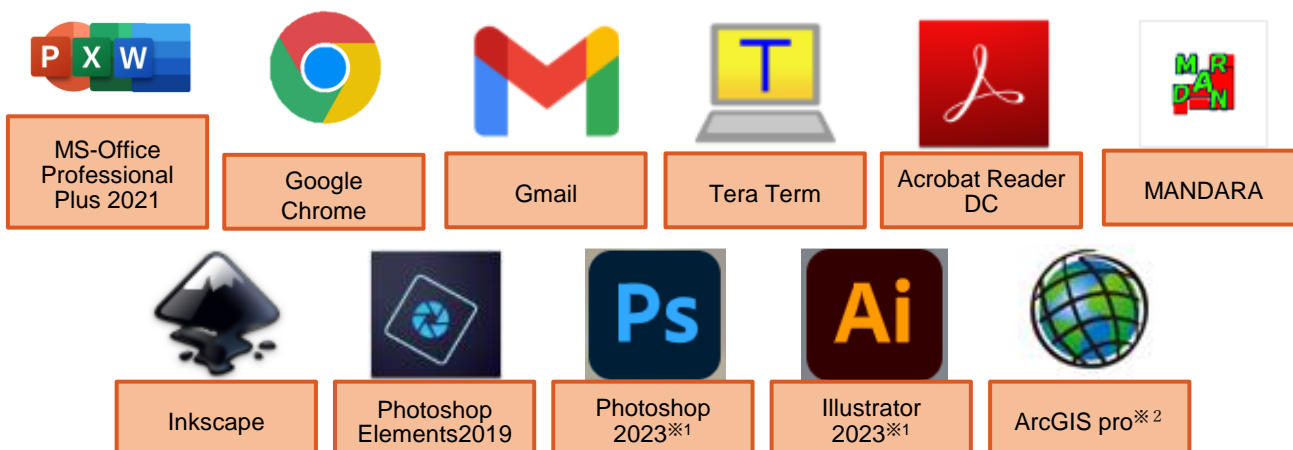 P X W
T
M R
A
D N
MS-Office
Professional
Plus 2021
Google
Chrome
Gmail
Tera Term
Acrobat Reader
DC
MANDARA
Ps
Ai
Inkscape
Photoshop
Elements2019
Photoshop
2023※1
Illustrator
2023※1
ArcGIS pro※2